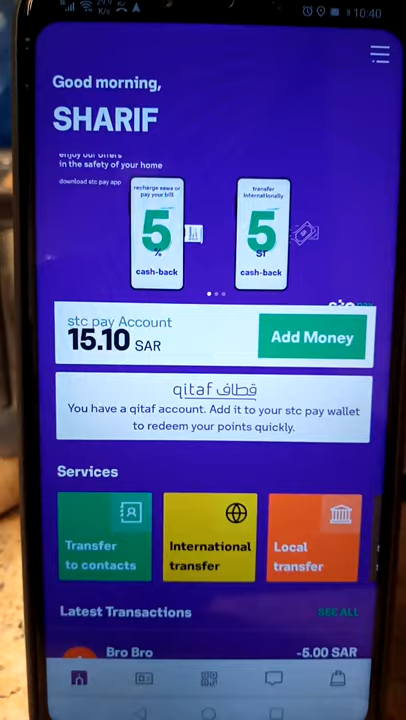 10:40
Good morning,
SHARIF
enjoy our offers
in the safety of your home
download stc pay app
recharge sawa or
pay your bill
5
%
cash-back
transfer
internationally
5
SR
cash-back
stc pay
stc pay Account
15.10 SAR
Add Money
qitaf قطاف
You have a qitaf account. Add it to your stc pay wallet
to redeem your points quickly.
Services
Transfer
to contacts
International
transfer
Local
transfer
Latest Transactions
SEE ALL
Bro Bro
-5.00 SAR